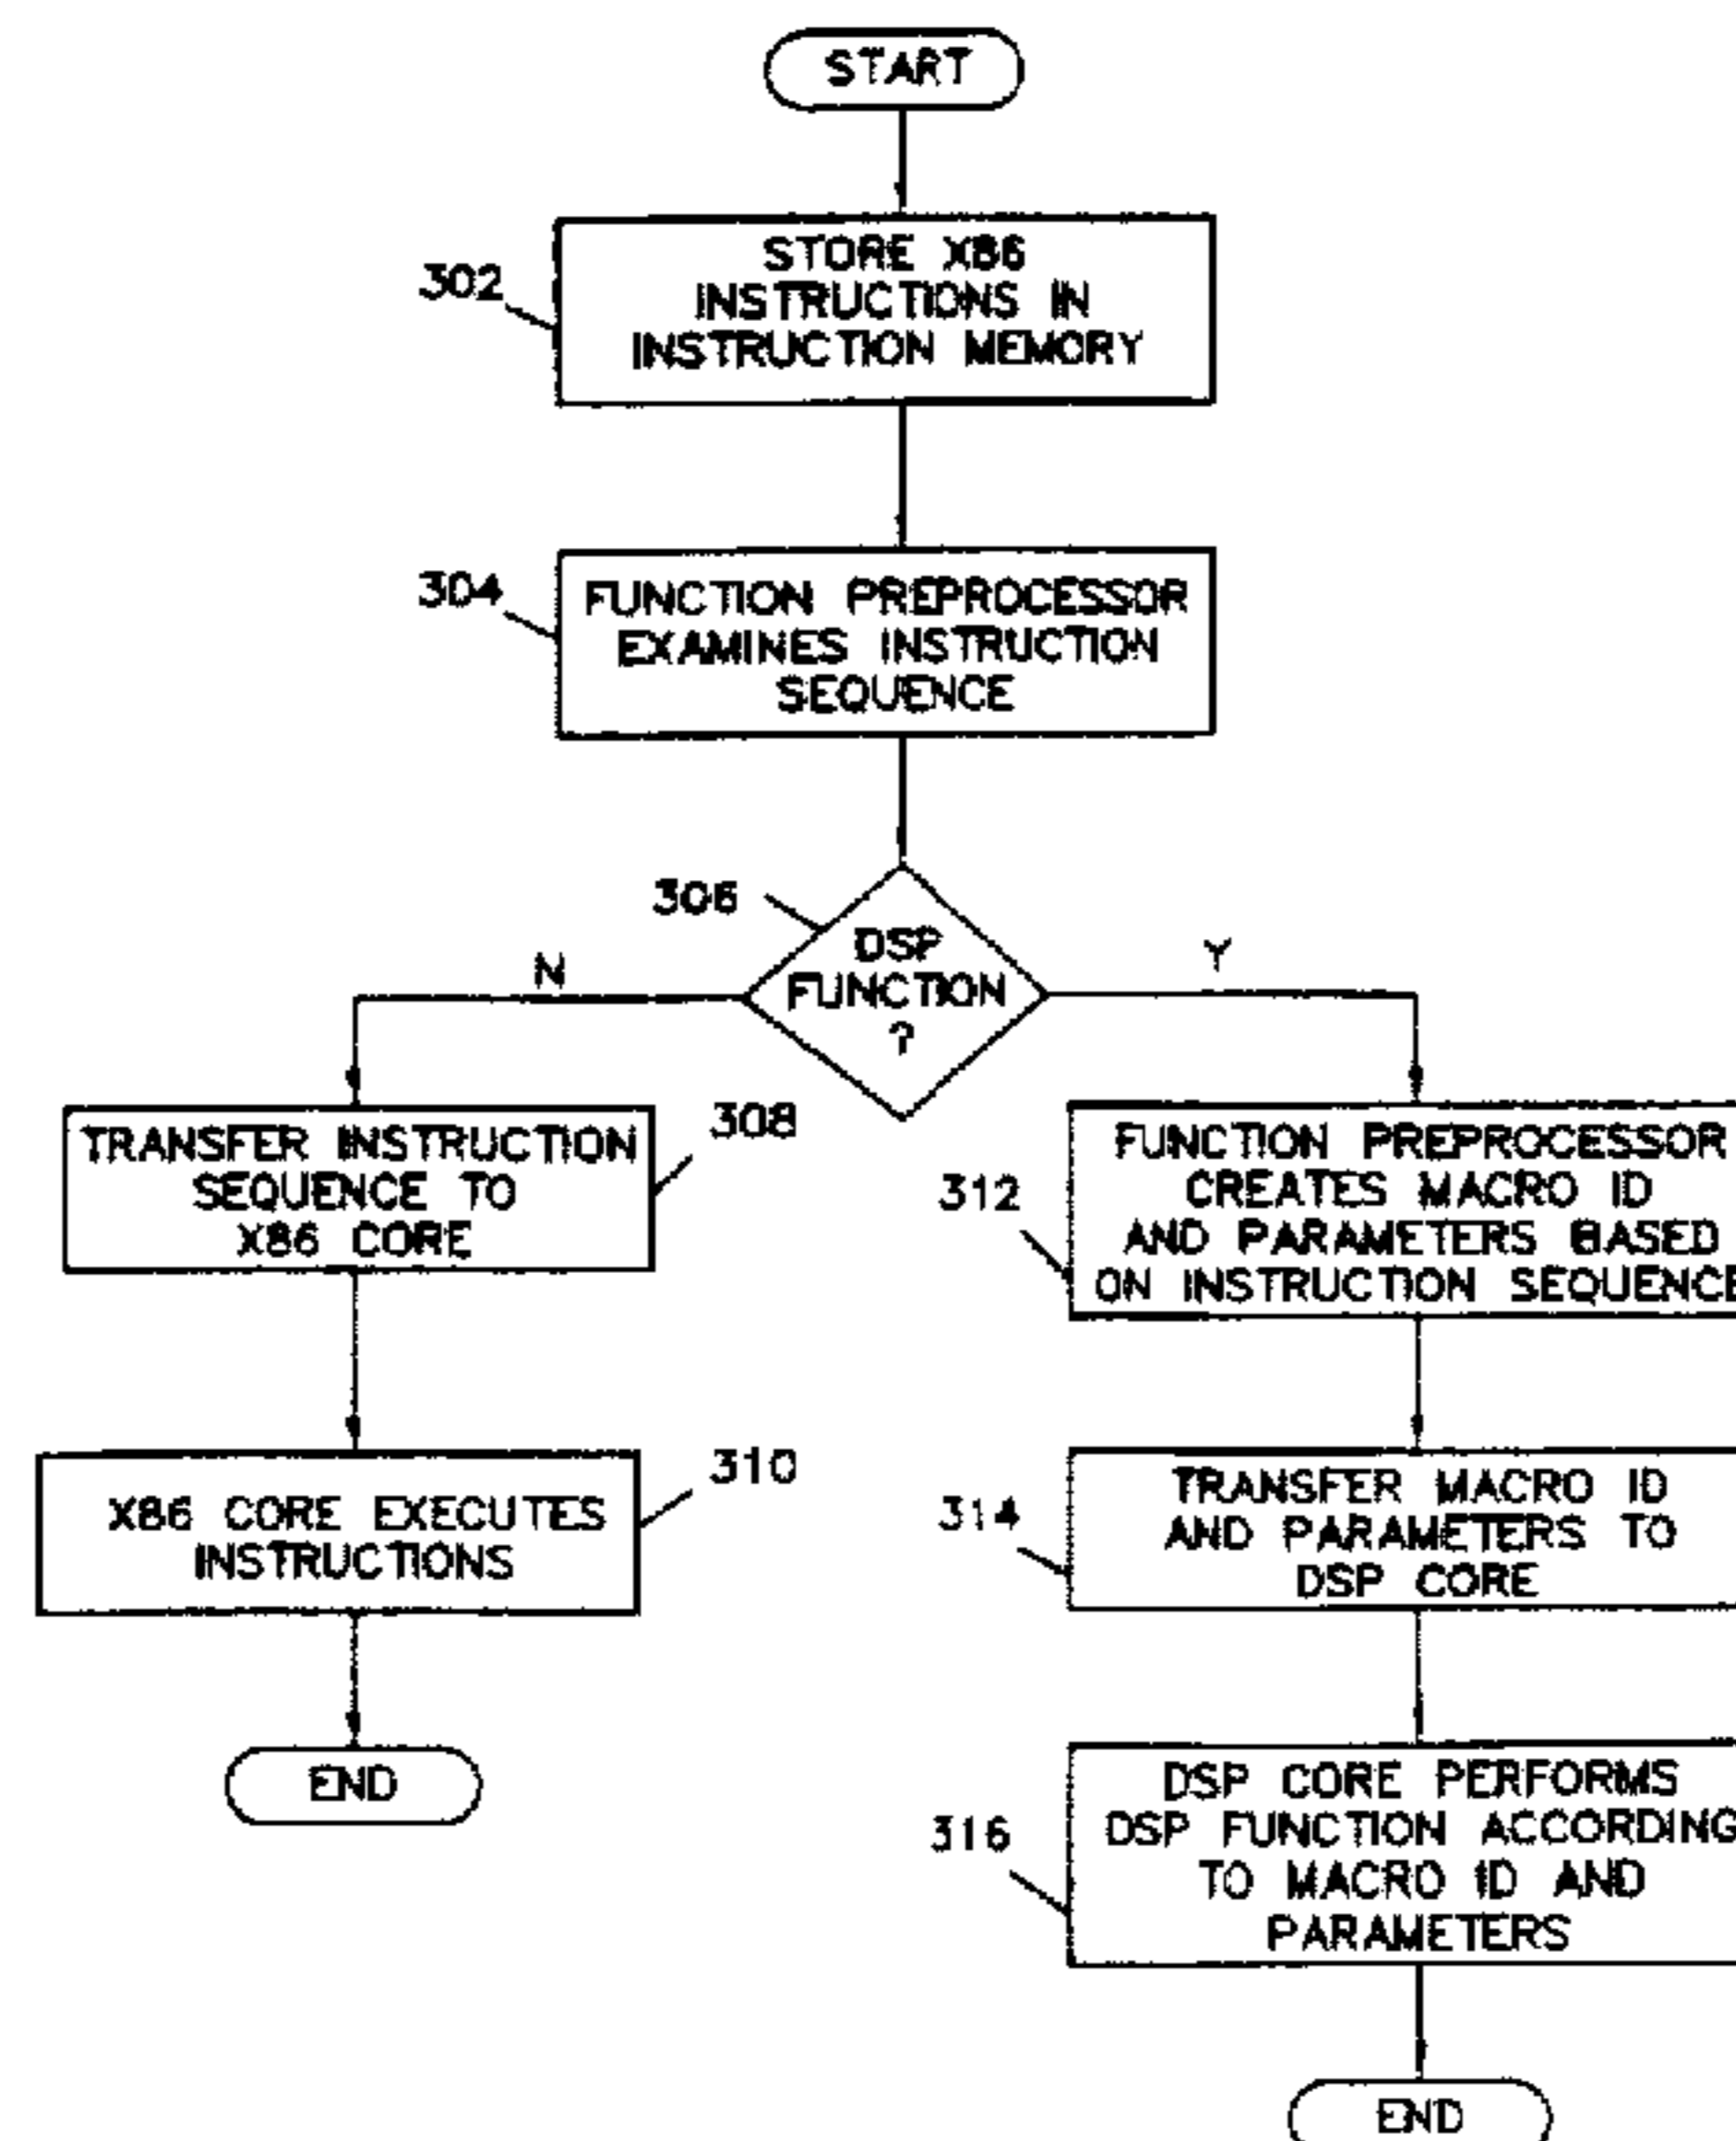 START
302
STORE X86
INSTRUCTIONS IN
INSTRUCTION MEMORY
304
FUNCTION PREPROCESSOR
EXAMINES INSTRUCTION
SEQUENCE
306
DSP
FUNCTION
?
N
Y
308
TRANSFER INSTRUCTION
SEQUENCE TO
X86 CORE
310
X86 CORE EXECUTES
INSTRUCTIONS
END
312
FUNCTION PREPROCESSOR
CREATES MACRO ID
AND PARAMETERS BASED
ON INSTRUCTION SEQUENCE
314
TRANSFER MACRO ID
AND PARAMETERS TO
DSP CORE
316
DSP CORE PERFORMS
DSP FUNCTION ACCORDING
TO MACRO ID AND
PARAMETERS
END